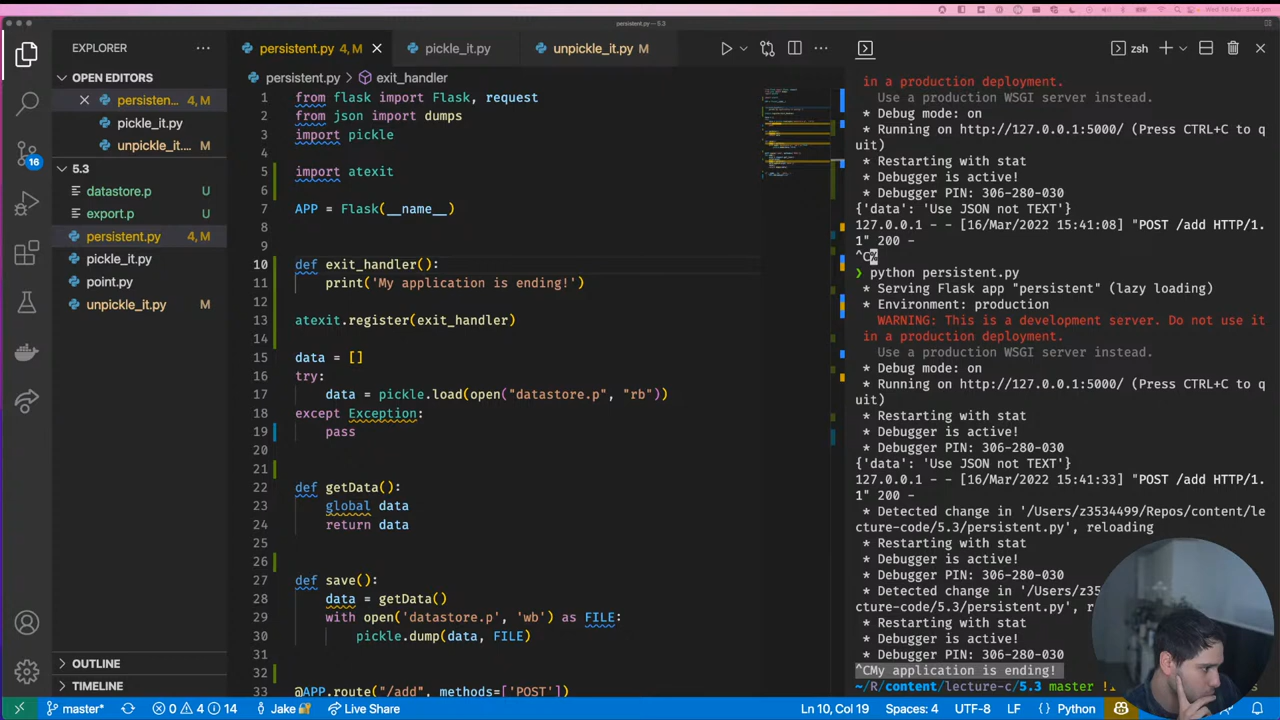 Wed 16 Mar 3:44 pm
persistent.py — 5.3
EXPLORER
OPEN EDITORS
persisten... 4, M
pickle_it.py
unpickle_it.... M
5.3
datastore.p U
export.p U
persistent.py 4, M
pickle_it.py
point.py
unpickle_it.py M
OUTLINE
TIMELINE
16
persistent.py 4, M
pickle_it.py
unpickle_it.py M
persistent.py > exit_handler
1 from flask import Flask, request
2 from json import dumps
3 import pickle
4
5 import atexit
6
7 APP = Flask(__name__)
8
9
10 def exit_handler():
11 print('My application is ending!')
12
13 atexit.register(exit_handler)
14
15 data = []
16 try:
17 data = pickle.load(open("datastore.p", "rb"))
18 except Exception:
19 pass
20
21
22 def getData():
23 global data
24 return data
25
26
27 def save():
28 data = getData()
29 with open('datastore.p', 'wb') as FILE:
30 pickle.dump(data, FILE)
31
32
33 @APP.route("/add", methods=['POST'])
zsh
in a production deployment.
Use a production WSGI server instead.
* Debug mode: on
* Running on http://127.0.0.1:5000/ (Press CTRL+C to q
uit)
* Restarting with stat
* Debugger is active!
* Debugger PIN: 306-280-030
{'data': 'Use JSON not TEXT'}
127.0.0.1 - - [16/Mar/2022 15:41:08] "POST /add HTTP/1.
1" 200 -
^C%
❯ python persistent.py
* Serving Flask app "persistent" (lazy loading)
* Environment: production
WARNING: This is a development server. Do not use it
in a production deployment.
Use a production WSGI server instead.
* Debug mode: on
* Running on http://127.0.0.1:5000/ (Press CTRL+C to q
uit)
* Restarting with stat
* Debugger is active!
* Debugger PIN: 306-280-030
{'data': 'Use JSON not TEXT'}
127.0.0.1 - - [16/Mar/2022 15:41:33] "POST /add HTTP/1.
1" 200 -
* Detected change in '/Users/z3534499/Repos/content/le
cture-code/5.3/persistent.py', reloading
* Restarting with stat
* Debugger is active!
* Debugger PIN: 306-280-030
* Detected change in '/Users/z3534499/
cture-code/5.3/persistent.py', r
* Restarting with stat
* Debugger is active!
* Debugger PIN: 306-280-030
^CMy application is ending!
~/R/content/lecture-c/5.3 master !
master* 0 4 14 Jake Live Share
Ln 10, Col 19 Spaces: 4 UTF-8 LF Python